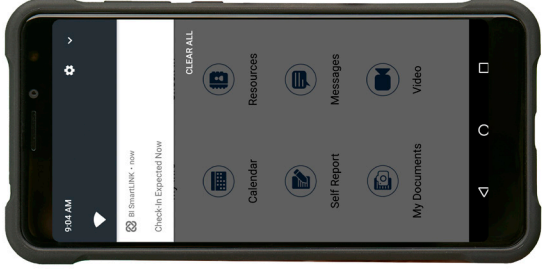 9:04 AM
BI SmartLINK • now
Check-In Expected Now
CLEAR ALL
Calendar
Resources
Self Report
Messages
My Documents
Video